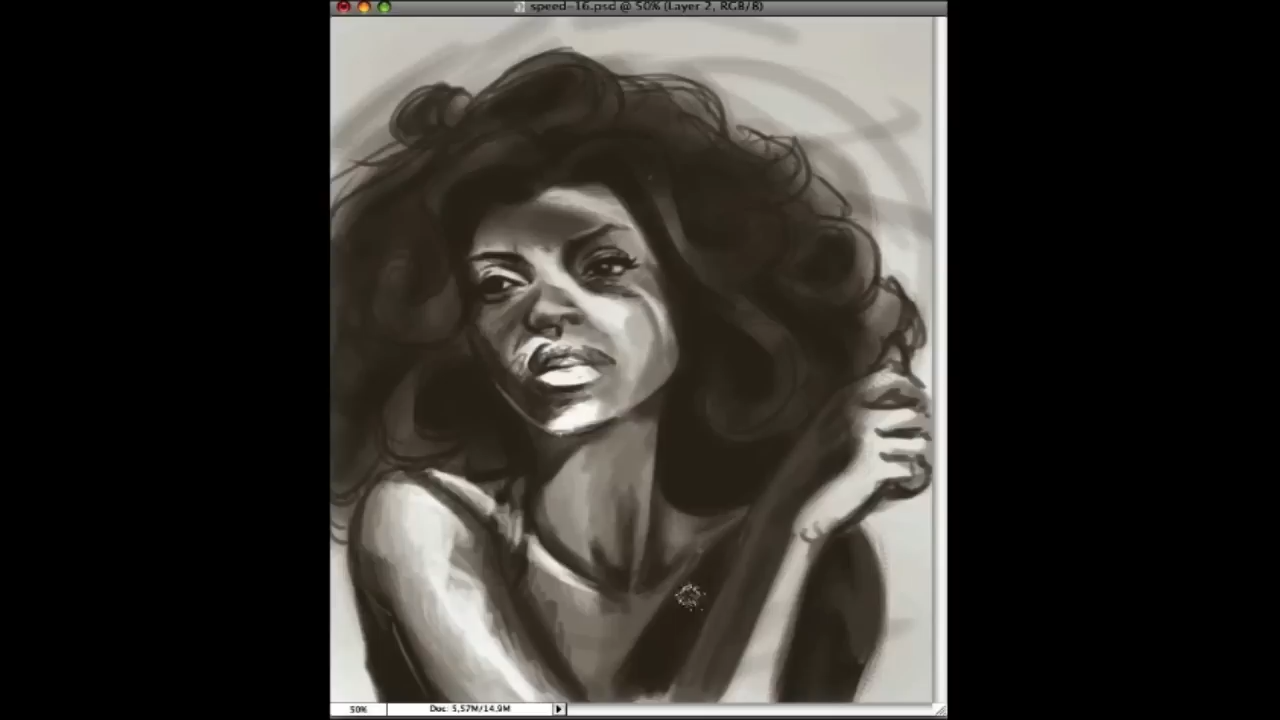 speed-16.psd @ 50% (Layer 2, RGB/8)
50%
Doc: 5,57M/14,9M